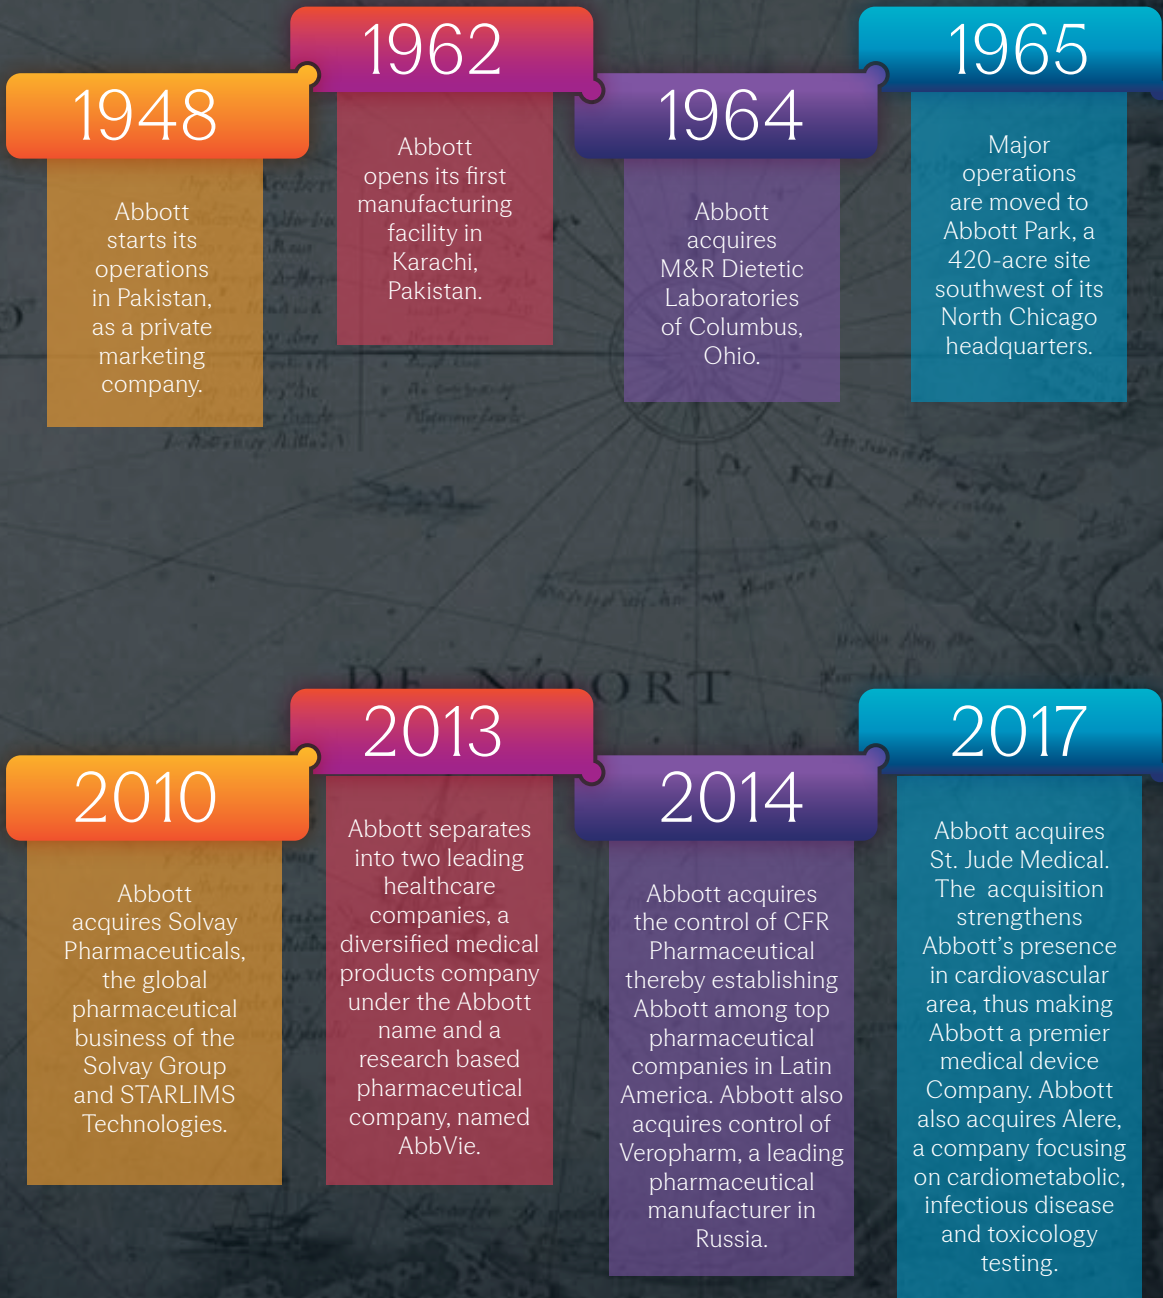 1948
Abbott
starts its
operations
in Pakistan,
as a private
marketing
company.
1962
Abbott
opens its first
manufacturing
facility in
Karachi,
Pakistan.
1964
Abbott
acquires
M&R Dietetic
Laboratories
of Columbus,
Ohio.
1965
Major
operations
are moved to
Abbott Park, a
420-acre site
southwest of its
North Chicago
headquarters.
DE NOORT
2010
Abbott
acquires Solvay
Pharmaceuticals,
the global
pharmaceutical
business of the
Solvay Group
and STARLIMS
Technologies.
2013
Abbott separates
into two leading
healthcare
companies, a
diversified medical
products company
under the Abbott
name and a
research based
pharmaceutical
company, named
AbbVie.
2014
Abbott acquires
the control of CFR
Pharmaceutical
thereby establishing
Abbott among top
pharmaceutical
companies in Latin
America. Abbott also
acquires control of
Veropharm, a leading
pharmaceutical
manufacturer in
Russia.
2017
Abbott acquires
St. Jude Medical.
The  acquisition
strengthens
Abbott’s presence
in cardiovascular
area, thus making
Abbott a premier
medical device
Company. Abbott
also acquires Alere,
a company focusing
on cardiometabolic,
infectious disease
and toxicology
testing.